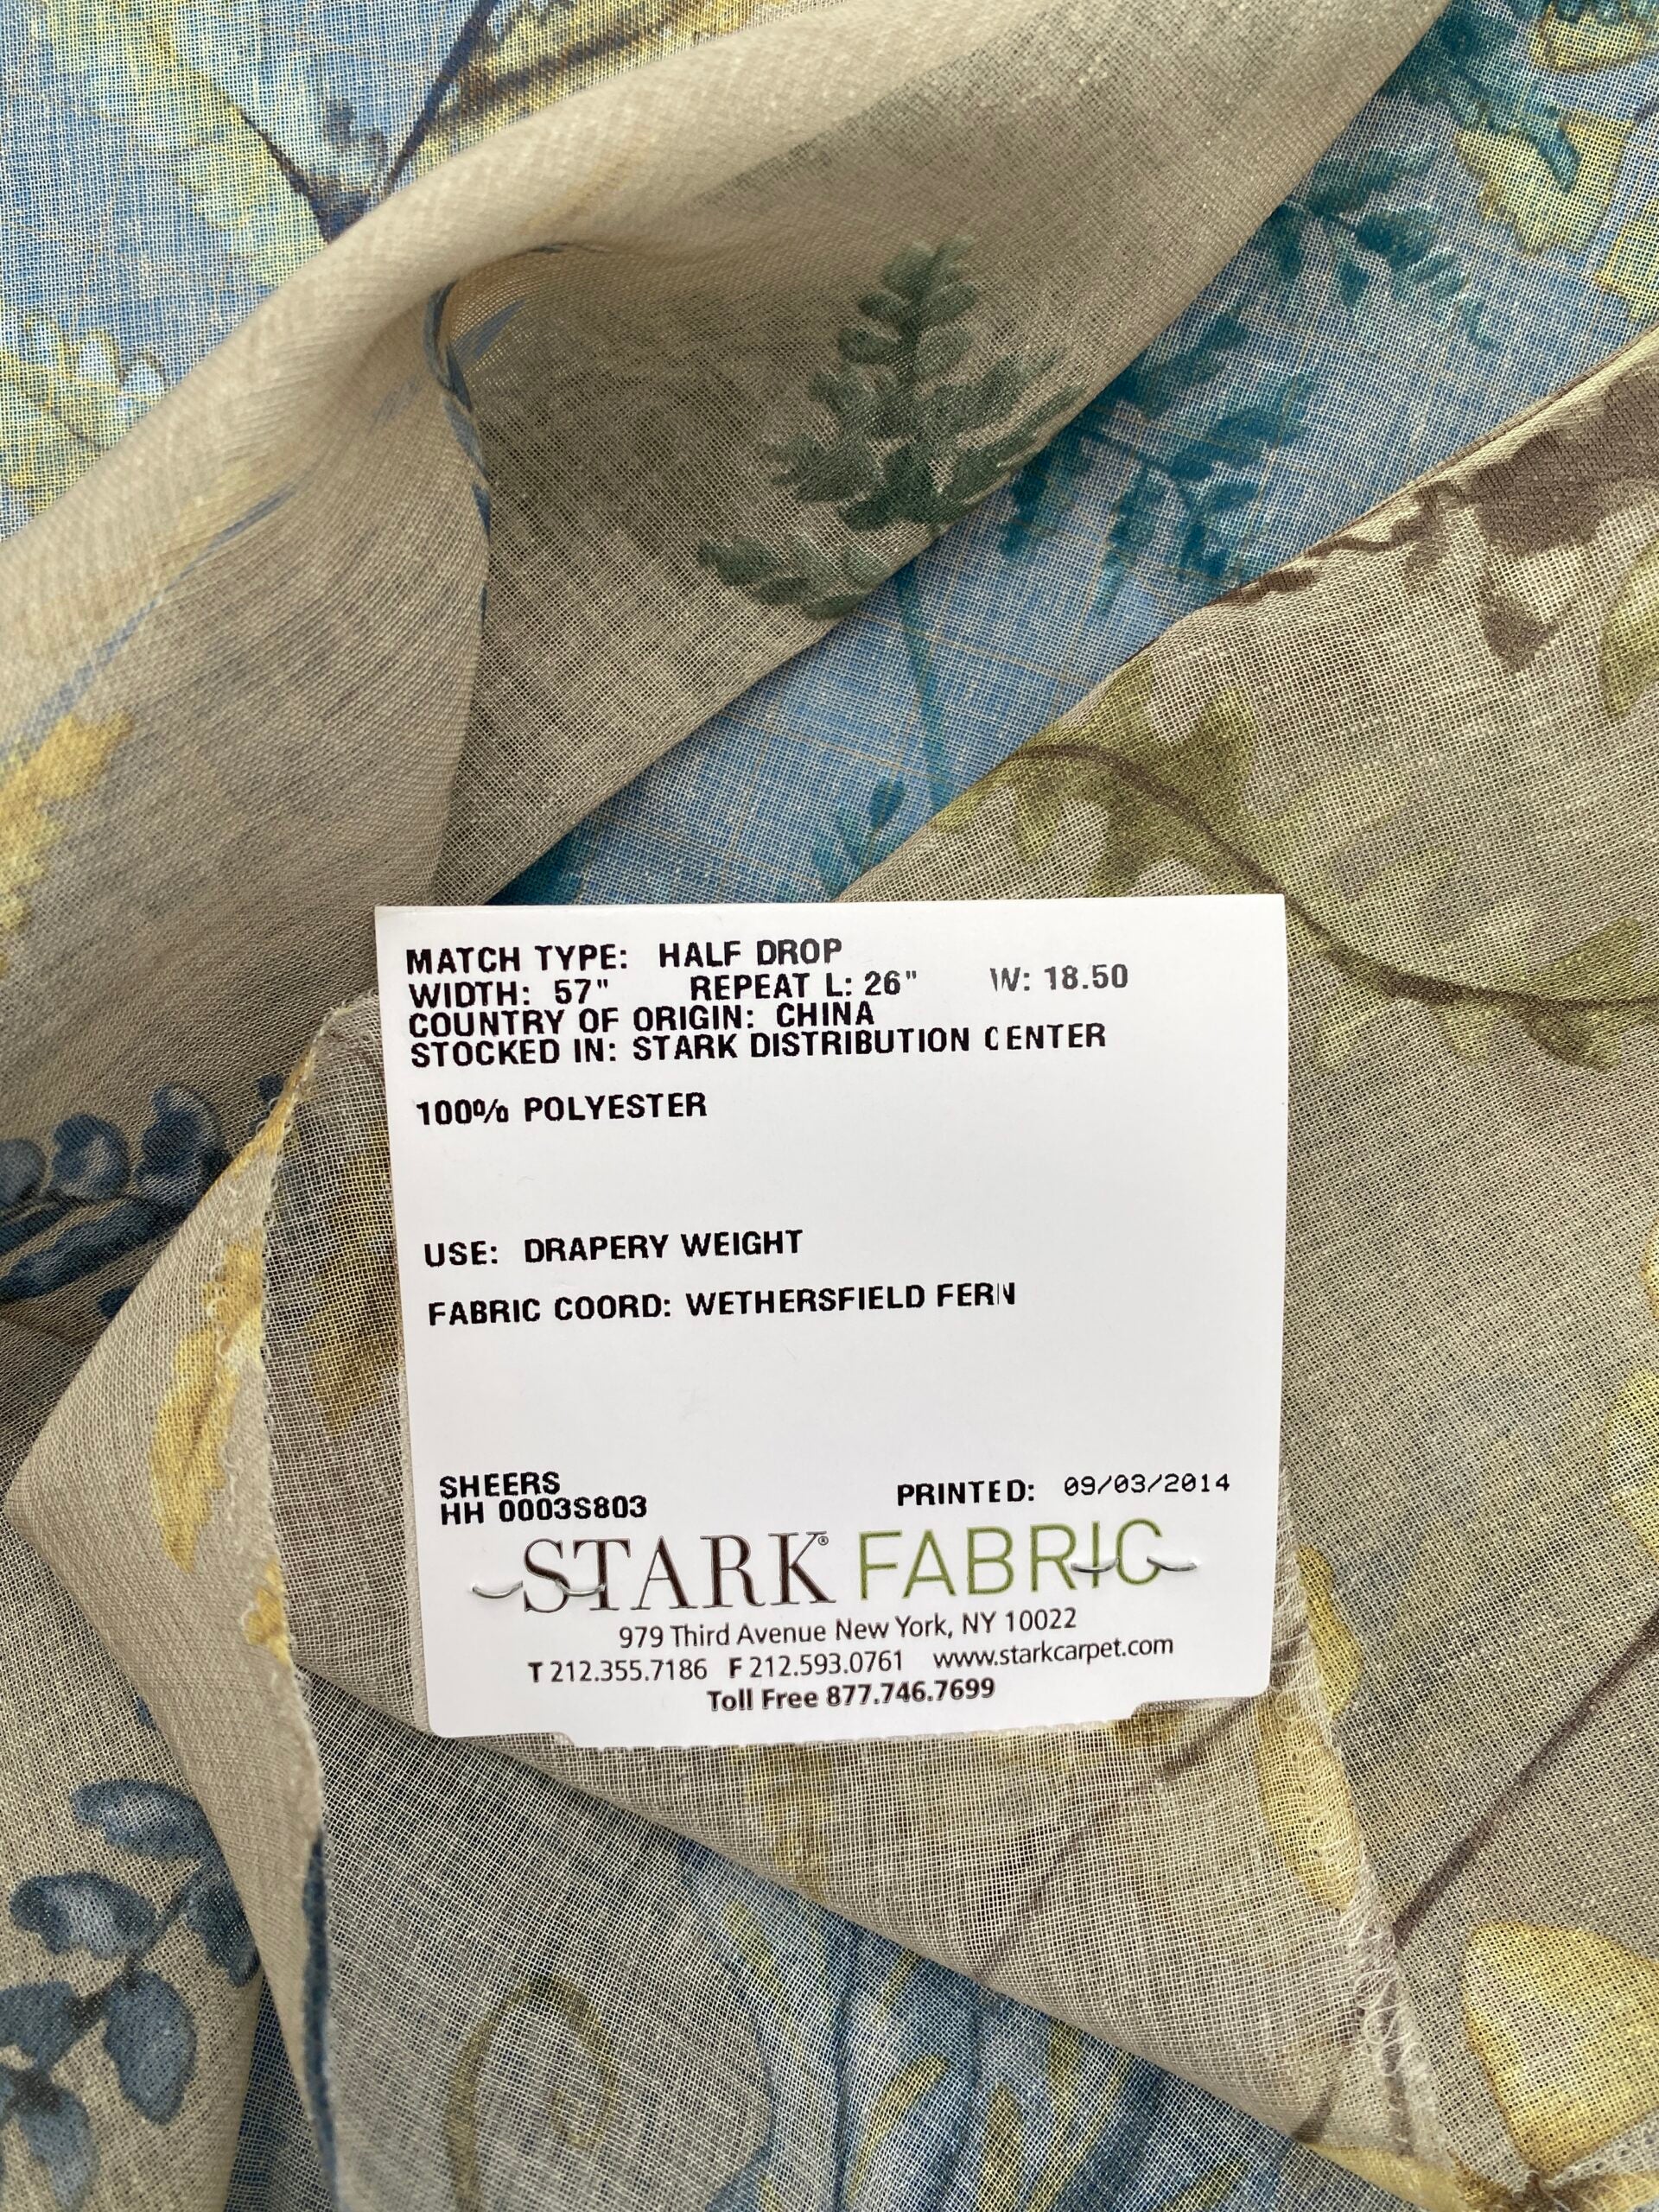 MATCH TYPE: HALF DROP
WIDTH: 57" REPEAT L: 26" W: 18.50
COUNTRY OF ORIGIN: CHINA
STOCKED IN: STARK DISTRIBUTION CENTER
100% POLYESTER
USE: DRAPERY WEIGHT
FABRIC COORD: WETHERSFIELD FERN
SHEERS
HH 0003S803 PRINTED: 09/03/2014
STARK® FABRIC
979 Third Avenue New York, NY 10022
T 212.355.7186 F 212.593.0761 www.starkcarpet.com
Toll Free 877.746.7699